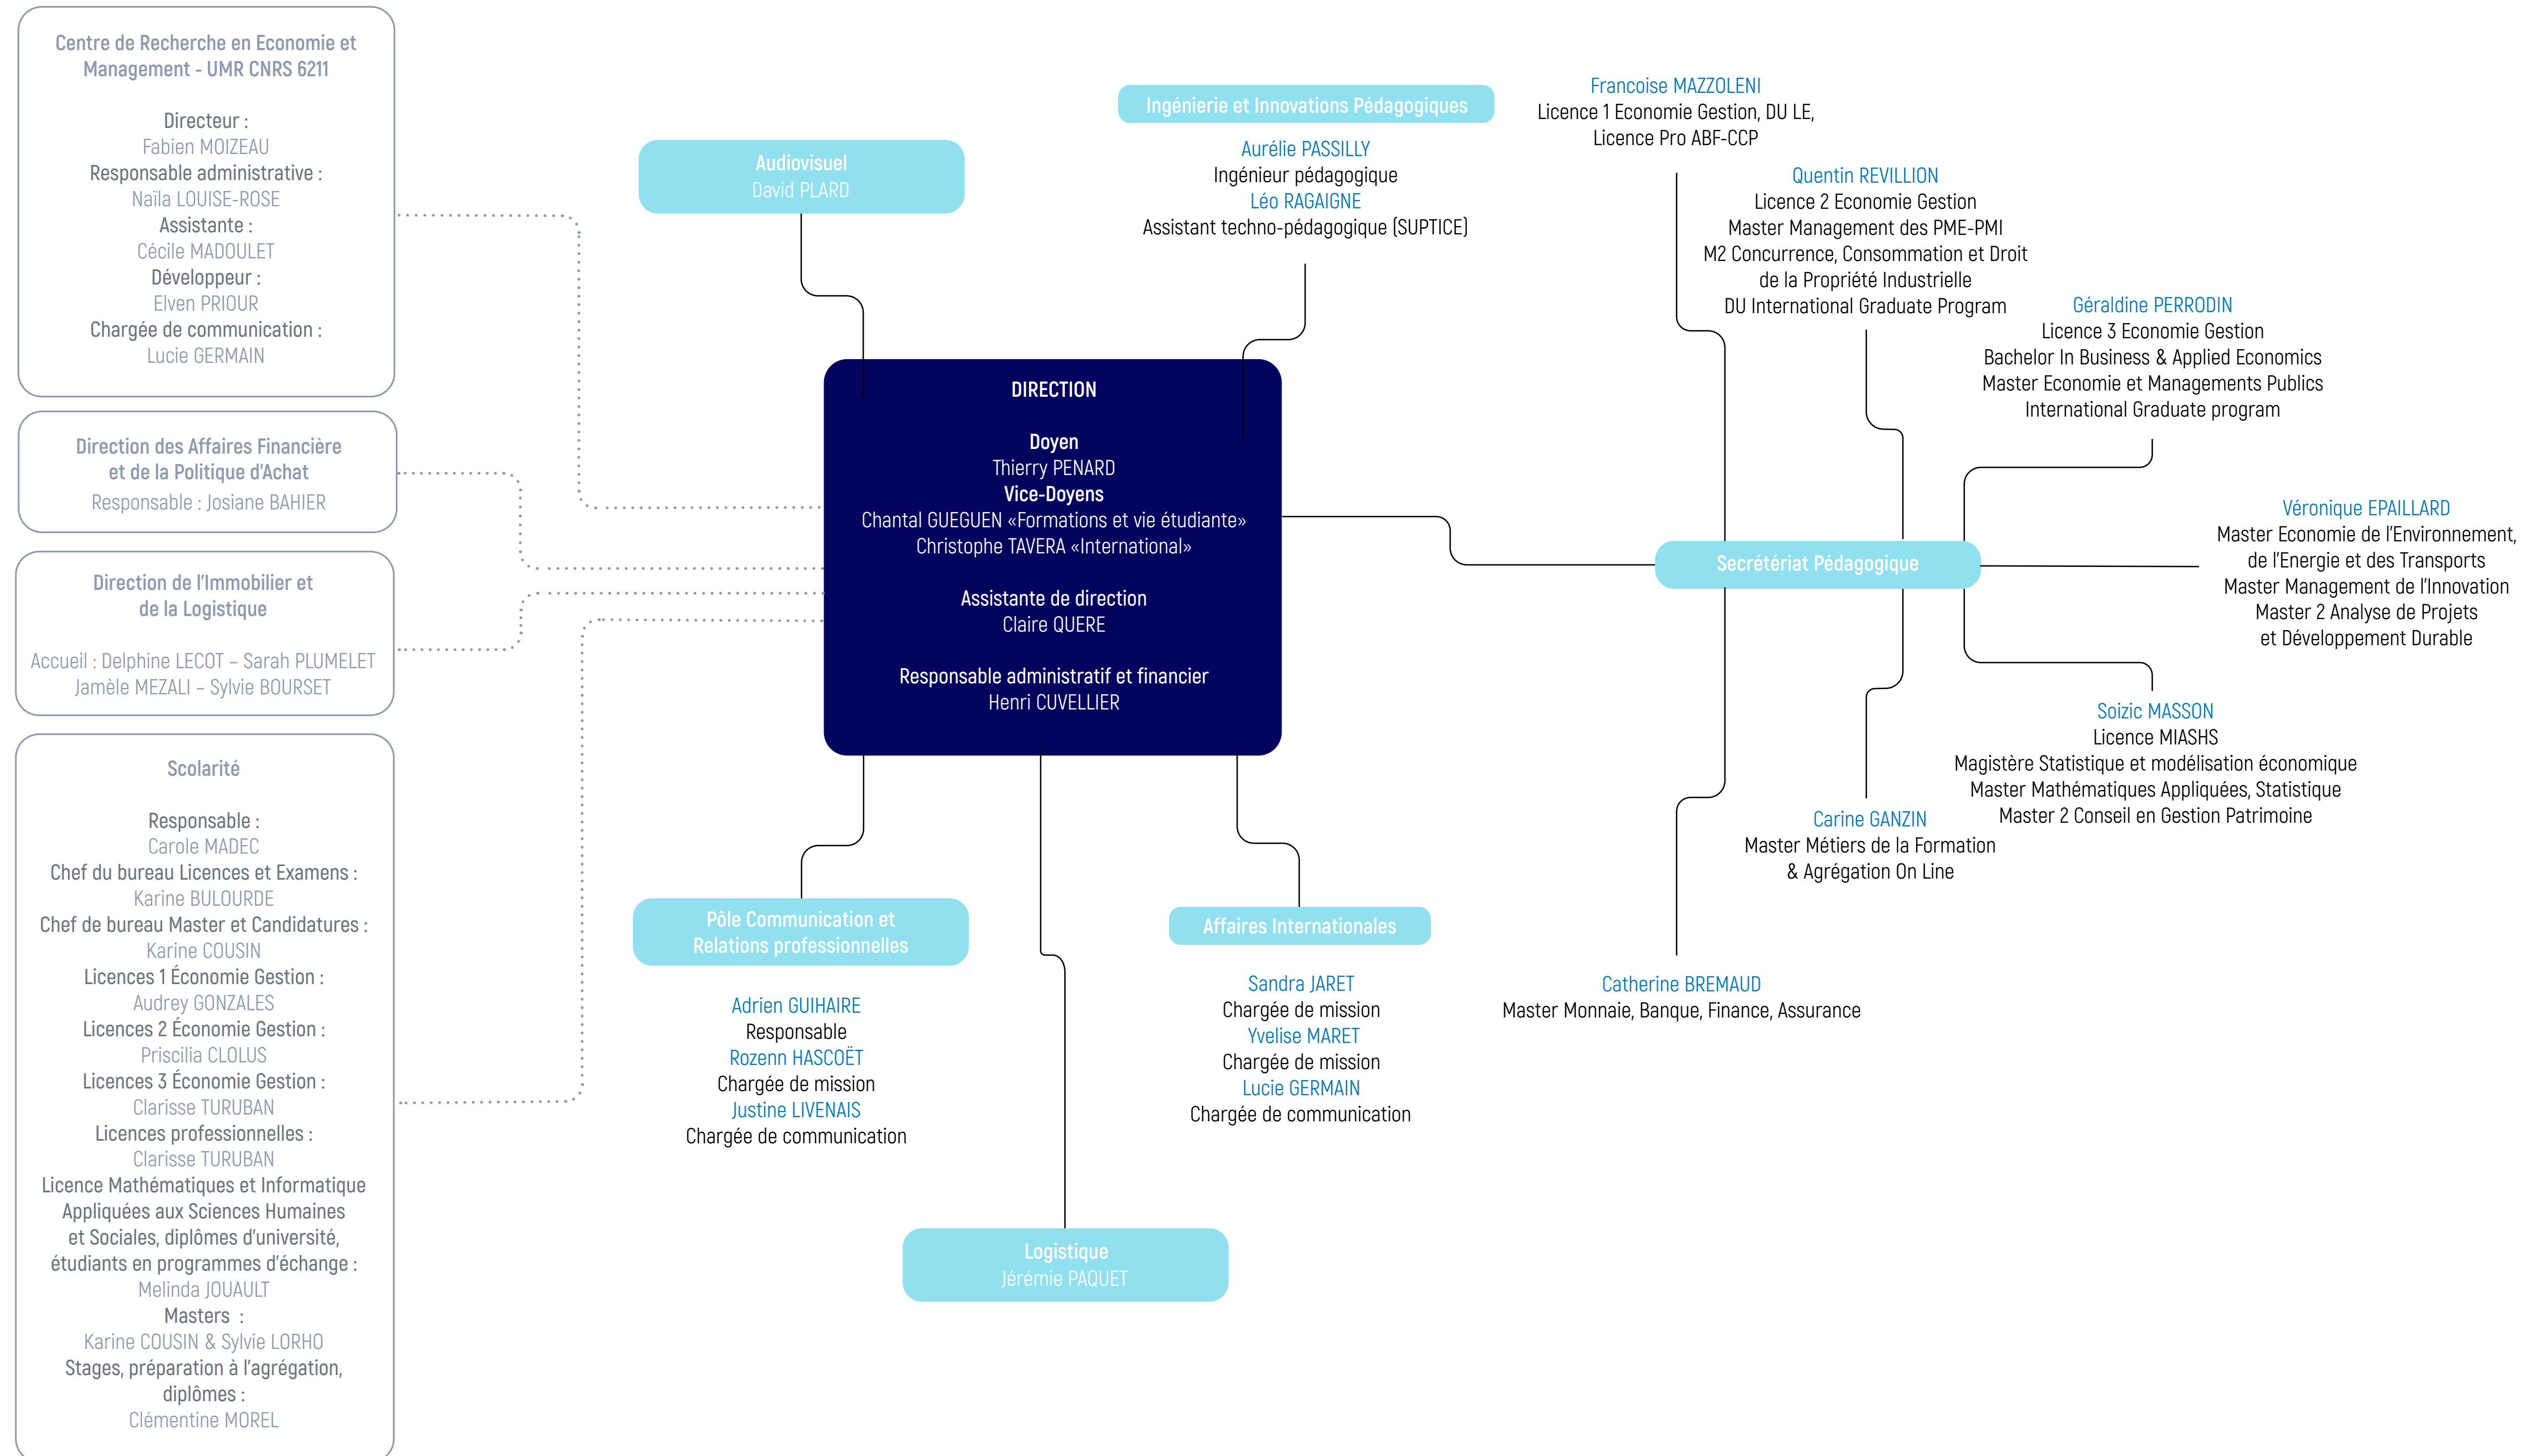 Centre de Recherche en Economie et
Management - UMR CNRS 6211
Directeur :
Fabien MOIZEAU
Responsable administrative :
Naïla LOUISE-ROSE
Assistante :
Cécile MADOULET
Développeur :
Elven PRIOUR
Chargée de communication :
Lucie GERMAIN
Direction des Affaires Financière
et de la Politique d'Achat
Responsable : Josiane BAHIER
Direction de l'Immobilier et
de la Logistique
Accueil : Delphine LECOT – Sarah PLUMELET
Jamèle MEZALI – Sylvie BOURSET
Scolarité
Responsable :
Carole MADEC
Chef du bureau Licences et Examens :
Karine BULOURDE
Chef de bureau Master et Candidatures :
Karine COUSIN
Licences 1 Économie Gestion :
Audrey GONZALES
Licences 2 Économie Gestion :
Priscilia CLOLUS
Licences 3 Économie Gestion :
Clarisse TURUBAN
Licences professionnelles :
Clarisse TURUBAN
Licence Mathématiques et Informatique
Appliquées aux Sciences Humaines
et Sociales, diplômes d'université,
étudiants en programmes d'échange :
Melinda JOUAULT
Masters :
Karine COUSIN & Sylvie LORHO
Stages, préparation à l'agrégation,
diplômes :
Clémentine MOREL
Audiovisuel
David PLARD
Ingénierie et Innovations Pédagogiques
Aurélie PASSILLY
Ingénieur pédagogique
Léo RAGAIGNE
Assistant techno-pédagogique (SUPTICE)
DIRECTION
Doyen
Thierry PENARD
Vice-Doyens
Chantal GUEGUEN «Formations et vie étudiante»
Christophe TAVERA «International»
Assistante de direction
Claire QUERE
Responsable administratif et financier
Henri CUVELLIER
Pôle Communication et
Relations professionnelles
Adrien GUIHAIRE
Responsable
Rozenn HASCOËT
Chargée de mission
Justine LIVENAIS
Chargée de communication
Affaires Internationales
Sandra JARET
Chargée de mission
Yvelise MARET
Chargée de mission
Lucie GERMAIN
Chargée de communication
Logistique
Jérémie PAQUET
Francoise MAZZOLENI
Licence 1 Economie Gestion, DU LE,
Licence Pro ABF-CCP
Quentin REVILLION
Licence 2 Economie Gestion
Master Management des PME-PMI
M2 Concurrence, Consommation et Droit
de la Propriété Industrielle
DU International Graduate Program
Géraldine PERRODIN
Licence 3 Economie Gestion
Bachelor In Business & Applied Economics
Master Economie et Managements Publics
International Graduate program
Secrétériat Pédagogique
Véronique EPAILLARD
Master Economie de l'Environnement,
de l'Energie et des Transports
Master Management de l'Innovation
Master 2 Analyse de Projets
et Développement Durable
Soizic MASSON
Licence MIASHS
Magistère Statistique et modélisation économique
Master Mathématiques Appliquées, Statistique
Master 2 Conseil en Gestion Patrimoine
Carine GANZIN
Master Métiers de la Formation
& Agrégation On Line
Catherine BREMAUD
Master Monnaie, Banque, Finance, Assurance